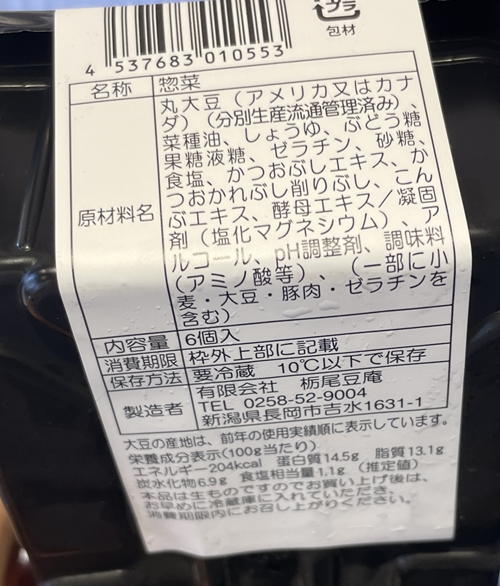 プラ
包材
4 537683 010553
名称 惣菜
原材料名 丸大豆（アメリカ又はカナ
ダ）（分別生産流通管理済み）、
菜種油、しょうゆ、ぶどう糖
果糖液糖、ゼラチン、砂糖、
食塩、かつおぶしエキス、か
つおかれぶし削りぶし、こん
ぶエキス、酵母エキス／凝固
剤（塩化マグネシウム）、ア
ルコール、pH調整剤、調味料
（アミノ酸等）、（一部に小
麦・大豆・豚肉・ゼラチンを
含む）
内容量 6個入
消費期限 枠外上部に記載
保存方法 要冷蔵 10℃以下で保存
製造者 有限会社 栃尾豆庵
TEL 0258-52-9004
新潟県長岡市吉水1631-1
大豆の産地は、前年の使用実績順に表示しています。
栄養成分表示(100g当たり)
エネルギー204kcal 蛋白質14.5g 脂質13.1g
炭水化物6.9g 食塩相当量1.1g (推定値)
本品は生ものですのでお買い上げ後は、
お早めに冷蔵庫に入れていただき、
消費期限内にお召し上がりください。